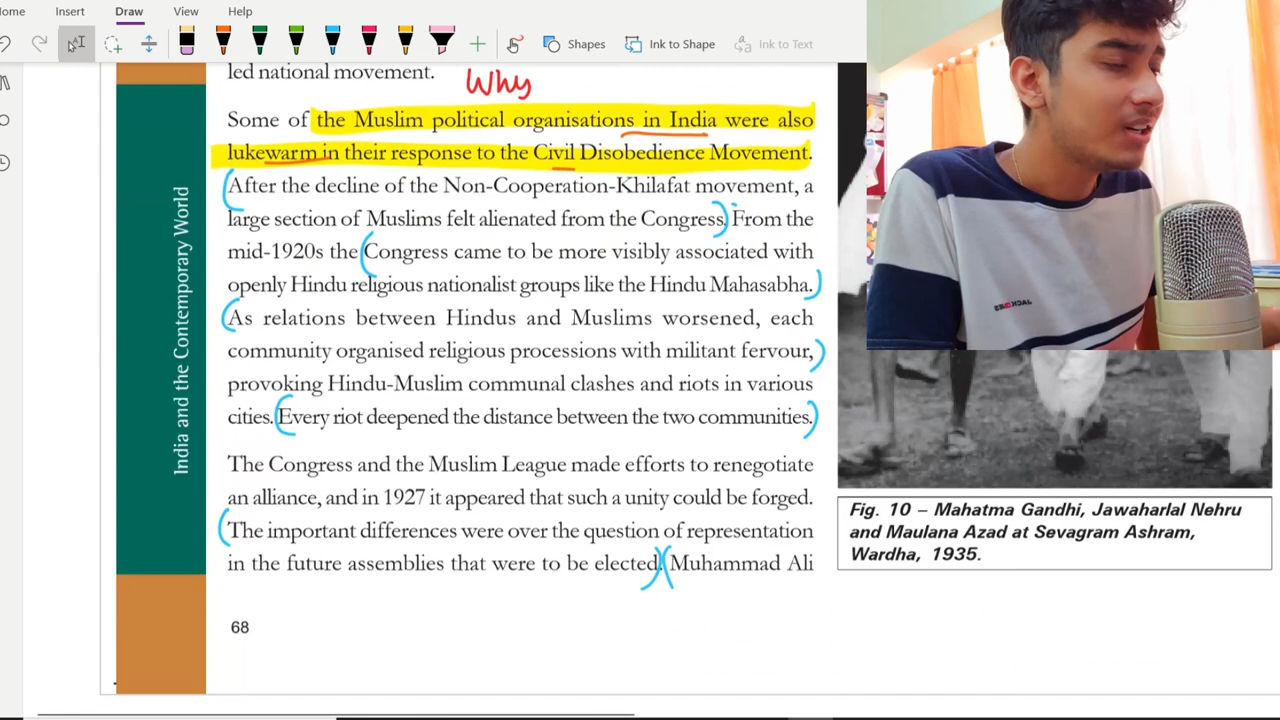 ome Insert Draw View Help
Shapes Ink to Shape Ink to Text
led national movement.
Why
Some of the Muslim political organisations in India were also
lukewarm in their response to the Civil Disobedience Movement.
After the decline of the Non-Cooperation-Khilafat movement, a
large section of Muslims felt alienated from the Congress. From the
mid-1920s the Congress came to be more visibly associated with
openly Hindu religious nationalist groups like the Hindu Mahasabha.
As relations between Hindus and Muslims worsened, each
community organised religious processions with militant fervour,
provoking Hindu-Muslim communal clashes and riots in various
cities. Every riot deepened the distance between the two communities.
The Congress and the Muslim League made efforts to renegotiate
an alliance, and in 1927 it appeared that such a unity could be forged.
The important differences were over the question of representation
in the future assemblies that were to be elected. Muhammad Ali
68
India and the Contemporary World
Fig. 10 – Mahatma Gandhi, Jawaharlal Nehru
and Maulana Azad at Sevagram Ashram,
Wardha, 1935.